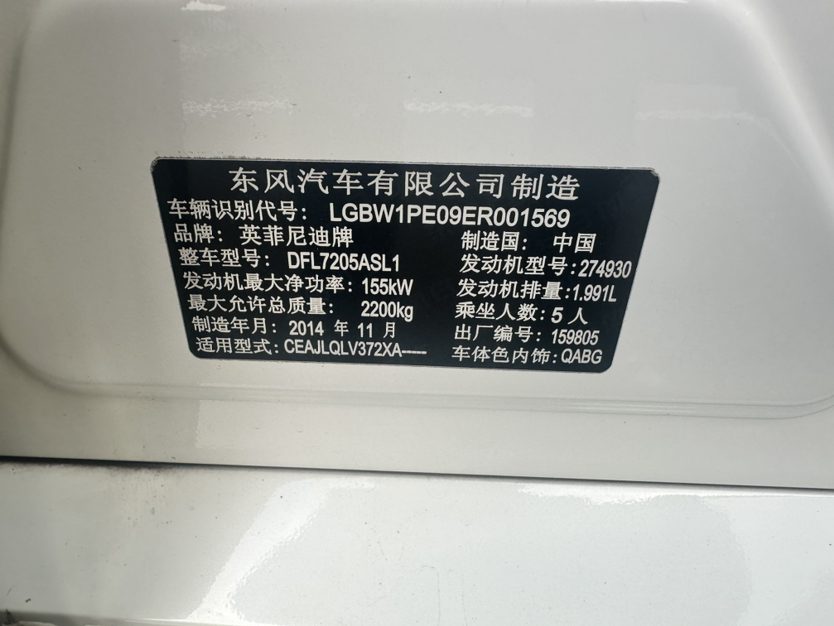 东风汽车有限公司制造
车辆识别代号: LGBW1PE09ER001569
品牌: 英菲尼迪牌 制造国: 中国
整车型号: DFL7205ASL1 发动机型号:274930
发动机最大净功率: 155kW 发动机排量:1.991L
最大允许总质量: 2200kg 乘坐人数:5人
制造年月:2014 年 11 月 出厂编号: 159805
适用型式:CEAJLQLV372XA----- 车体色内饰:QABG